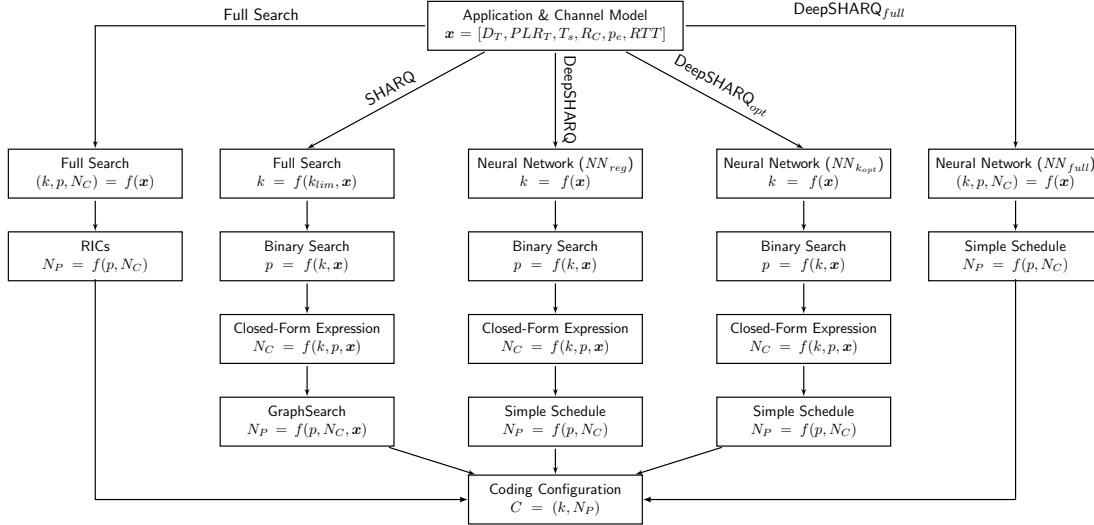 Full Search
Application & Channel Model
x = [D_T, PLR_T, T_s, R_C, p_e, RTT]
DeepSHARQ_full
SHARQ
DeepSHARQ
DeepSHARQ_opt
Full Search
(k, p, N_C) = f(x)
Full Search
k = f(k_lim, x)
Neural Network (NN_reg)
k = f(x)
Neural Network (NN_k_opt)
k = f(x)
Neural Network (NN_full)
(k, p, N_C) = f(x)
RICs
N_P = f(p, N_C)
Binary Search
p = f(k, x)
Binary Search
p = f(k, x)
Binary Search
p = f(k, x)
Simple Schedule
N_P = f(p, N_C)
Closed-Form Expression
N_C = f(k, p, x)
Closed-Form Expression
N_C = f(k, p, x)
Closed-Form Expression
N_C = f(k, p, x)
GraphSearch
N_P = f(p, N_C, x)
Simple Schedule
N_P = f(p, N_C)
Simple Schedule
N_P = f(p, N_C)
Coding Configuration
C = (k, N_P)